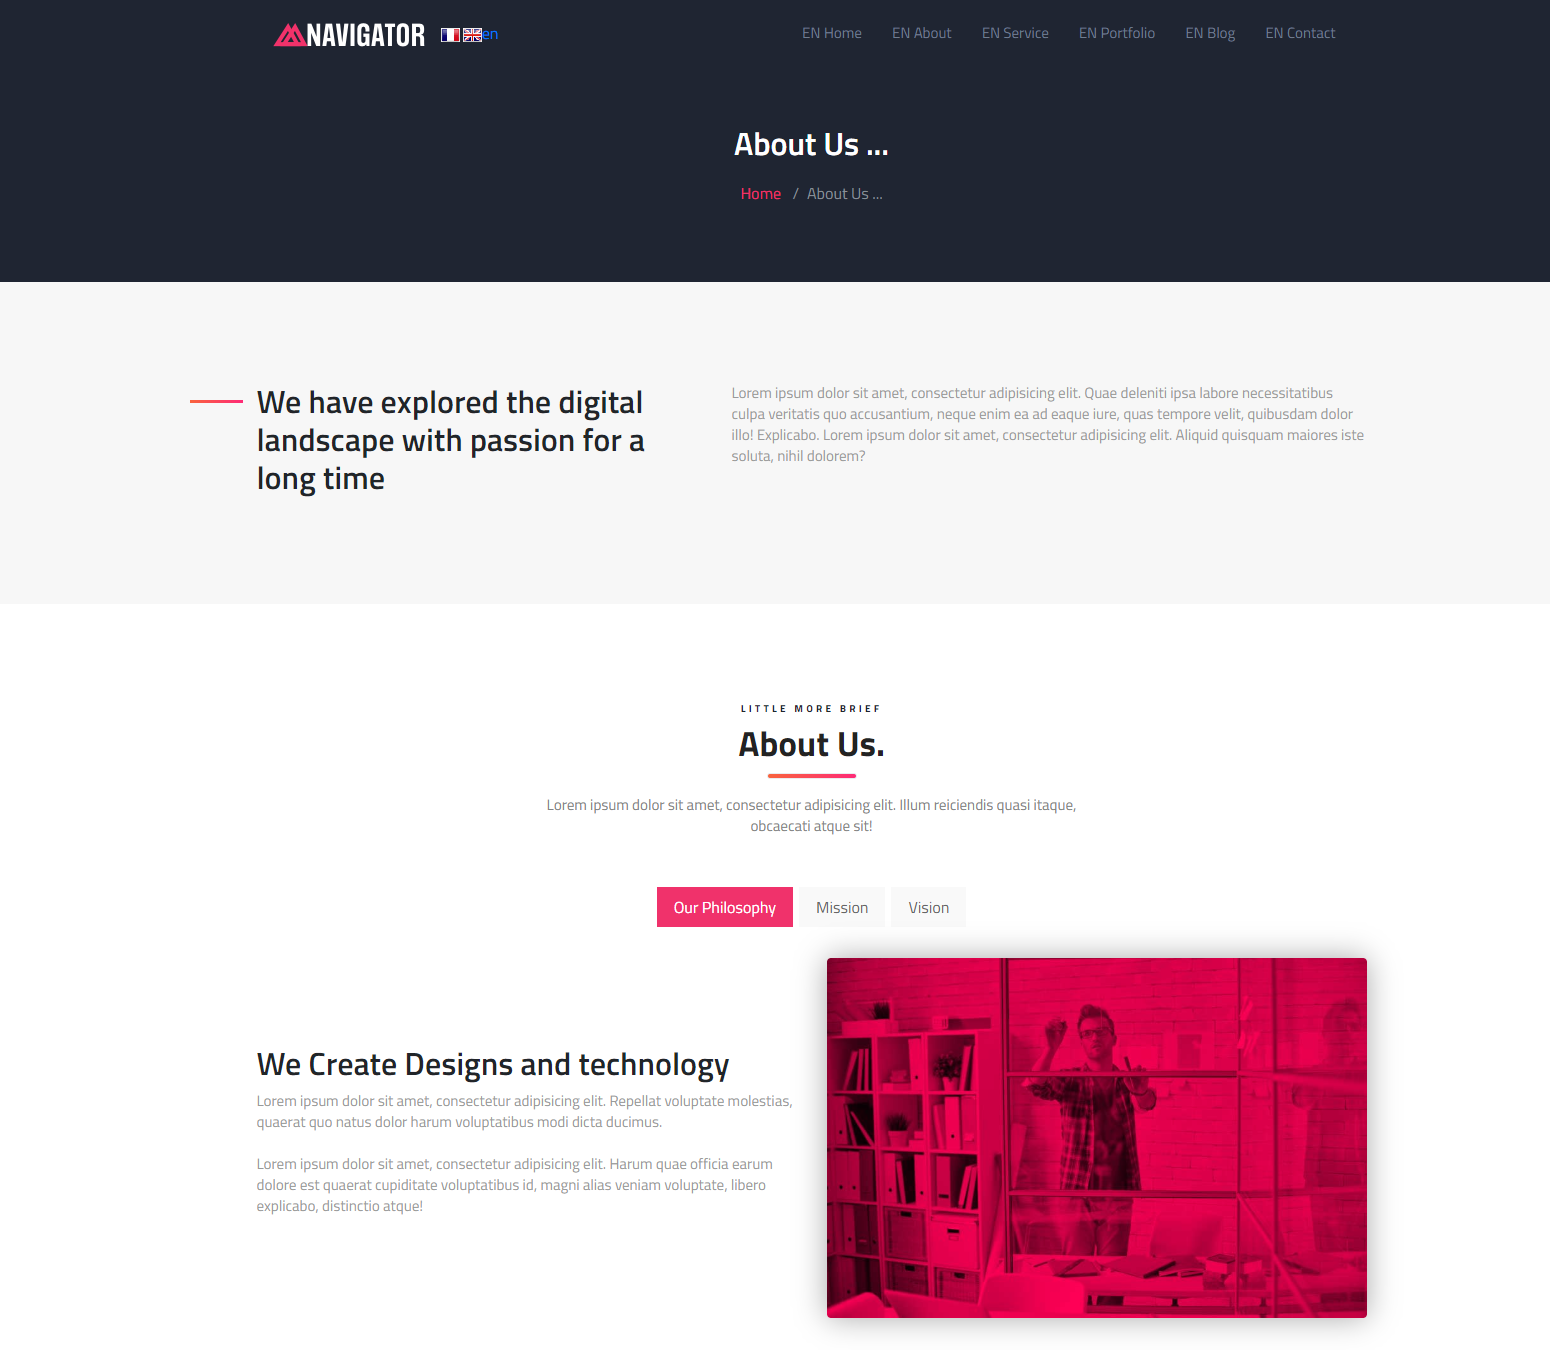 NAVIGATOR en EN Home EN About EN Service EN Portfolio EN Blog EN Contact
About Us ...
Home / About Us ...
We have explored the digital
landscape with passion for a
long time
Lorem ipsum dolor sit amet, consectetur adipisicing elit. Quae deleniti ipsa labore necessitatibus
culpa veritatis quo accusantium, neque enim ea ad eaque iure, quas tempore velit, quibusdam dolor
illo! Explicabo. Lorem ipsum dolor sit amet, consectetur adipisicing elit. Aliquid quisquam maiores iste
soluta, nihil dolorem?
LITTLE MORE BRIEF
About Us.
Lorem ipsum dolor sit amet, consectetur adipisicing elit. Illum reiciendis quasi itaque,
obcaecati atque sit!
Our Philosophy Mission Vision
We Create Designs and technology
Lorem ipsum dolor sit amet, consectetur adipisicing elit. Repellat voluptate molestias,
quaerat quo natus dolor harum voluptatibus modi dicta ducimus.
Lorem ipsum dolor sit amet, consectetur adipisicing elit. Harum quae officia earum
dolore est quaerat cupiditate voluptatibus id, magni alias veniam voluptate, libero
explicabo, distinctio atque!